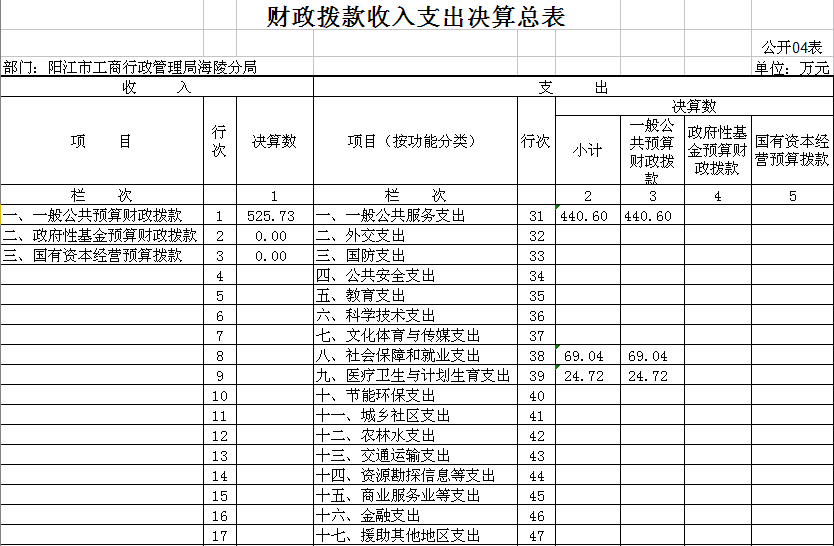 财政拨款收入支出决算总表
公开04表
部门：阳江市工商行政管理局海陵分局 单位：万元
收 入 支 出
项 目 行次 决算数 项目（按功能分类） 行次 决算数
小计 一般公共预算财政拨款 政府性基金预算财政拨款 国有资本经营预算拨款
栏 次 1 栏 次 2 3 4 5
一、一般公共预算财政拨款 1 525.73 一、一般公共服务支出 31 440.60 440.60
二、政府性基金预算财政拨款 2 0.00 二、外交支出 32
三、国有资本经营预算拨款 3 0.00 三、国防支出 33
4 四、公共安全支出 34
5 五、教育支出 35
6 六、科学技术支出 36
7 七、文化体育与传媒支出 37
8 八、社会保障和就业支出 38 69.04 69.04
9 九、医疗卫生与计划生育支出 39 24.72 24.72
10 十、节能环保支出 40
11 十一、城乡社区支出 41
12 十二、农林水支出 42
13 十三、交通运输支出 43
14 十四、资源勘探信息等支出 44
15 十五、商业服务业等支出 45
16 十六、金融支出 46
17 十七、援助其他地区支出 47